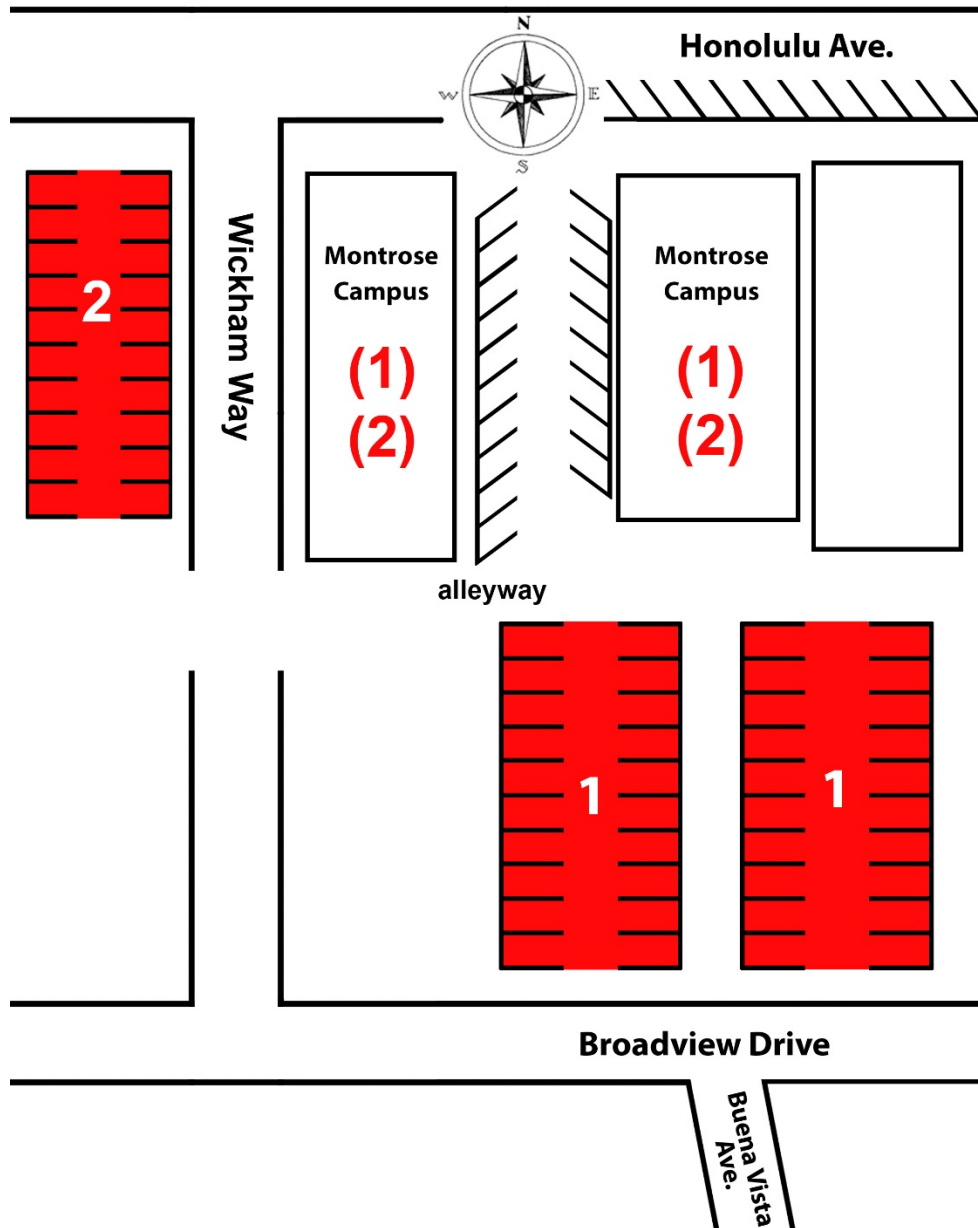 N
Honolulu Ave.
W
E
S
Wickham Way
Montrose
Campus
(1)
(2)
Montrose
Campus
(1)
(2)
2
alleyway
1
1
Broadview Drive
Buena Vista
Ave.